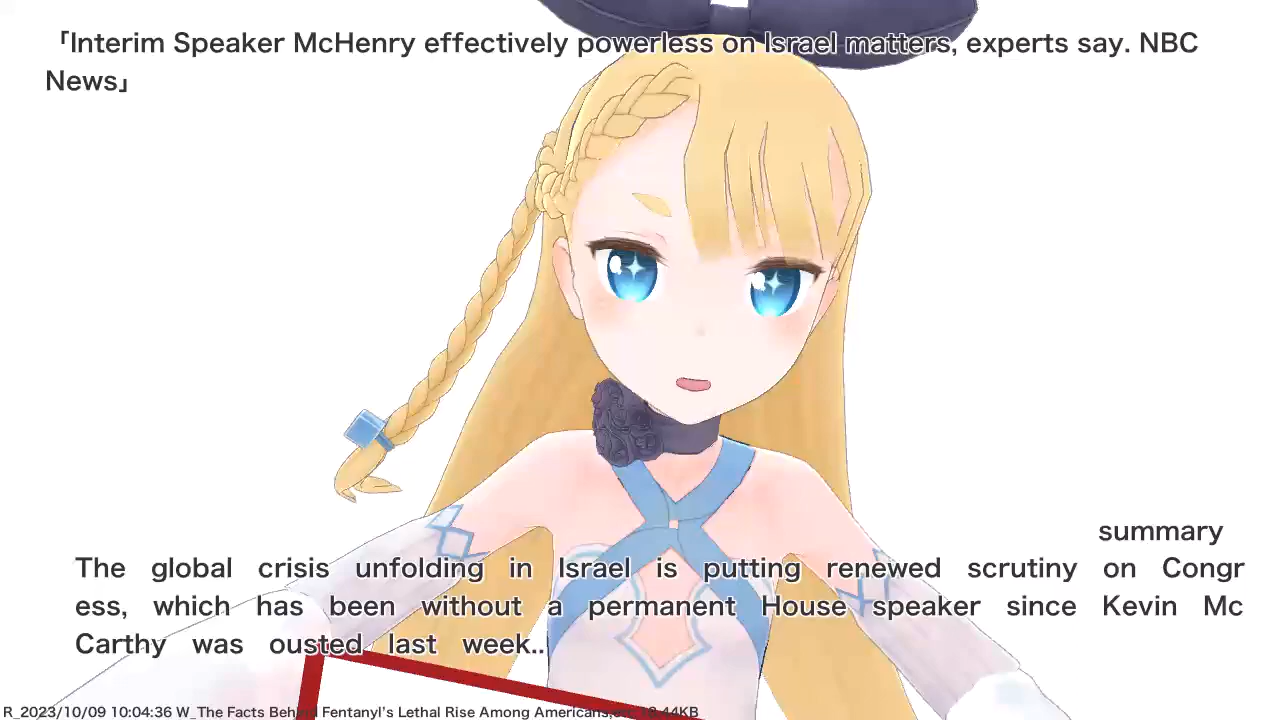 「Interim Speaker McHenry effectively powerless on Israel matters, experts say. NBC
News」
summary
The global crisis unfolding in Israel is putting renewed scrutiny on Congr
ess, which has been without a permanent House speaker since Kevin Mc
Carthy was ousted last week..
R_2023/10/09 10:04:36 W_The Facts Behind Fentanyl's Lethal Rise Among Americans